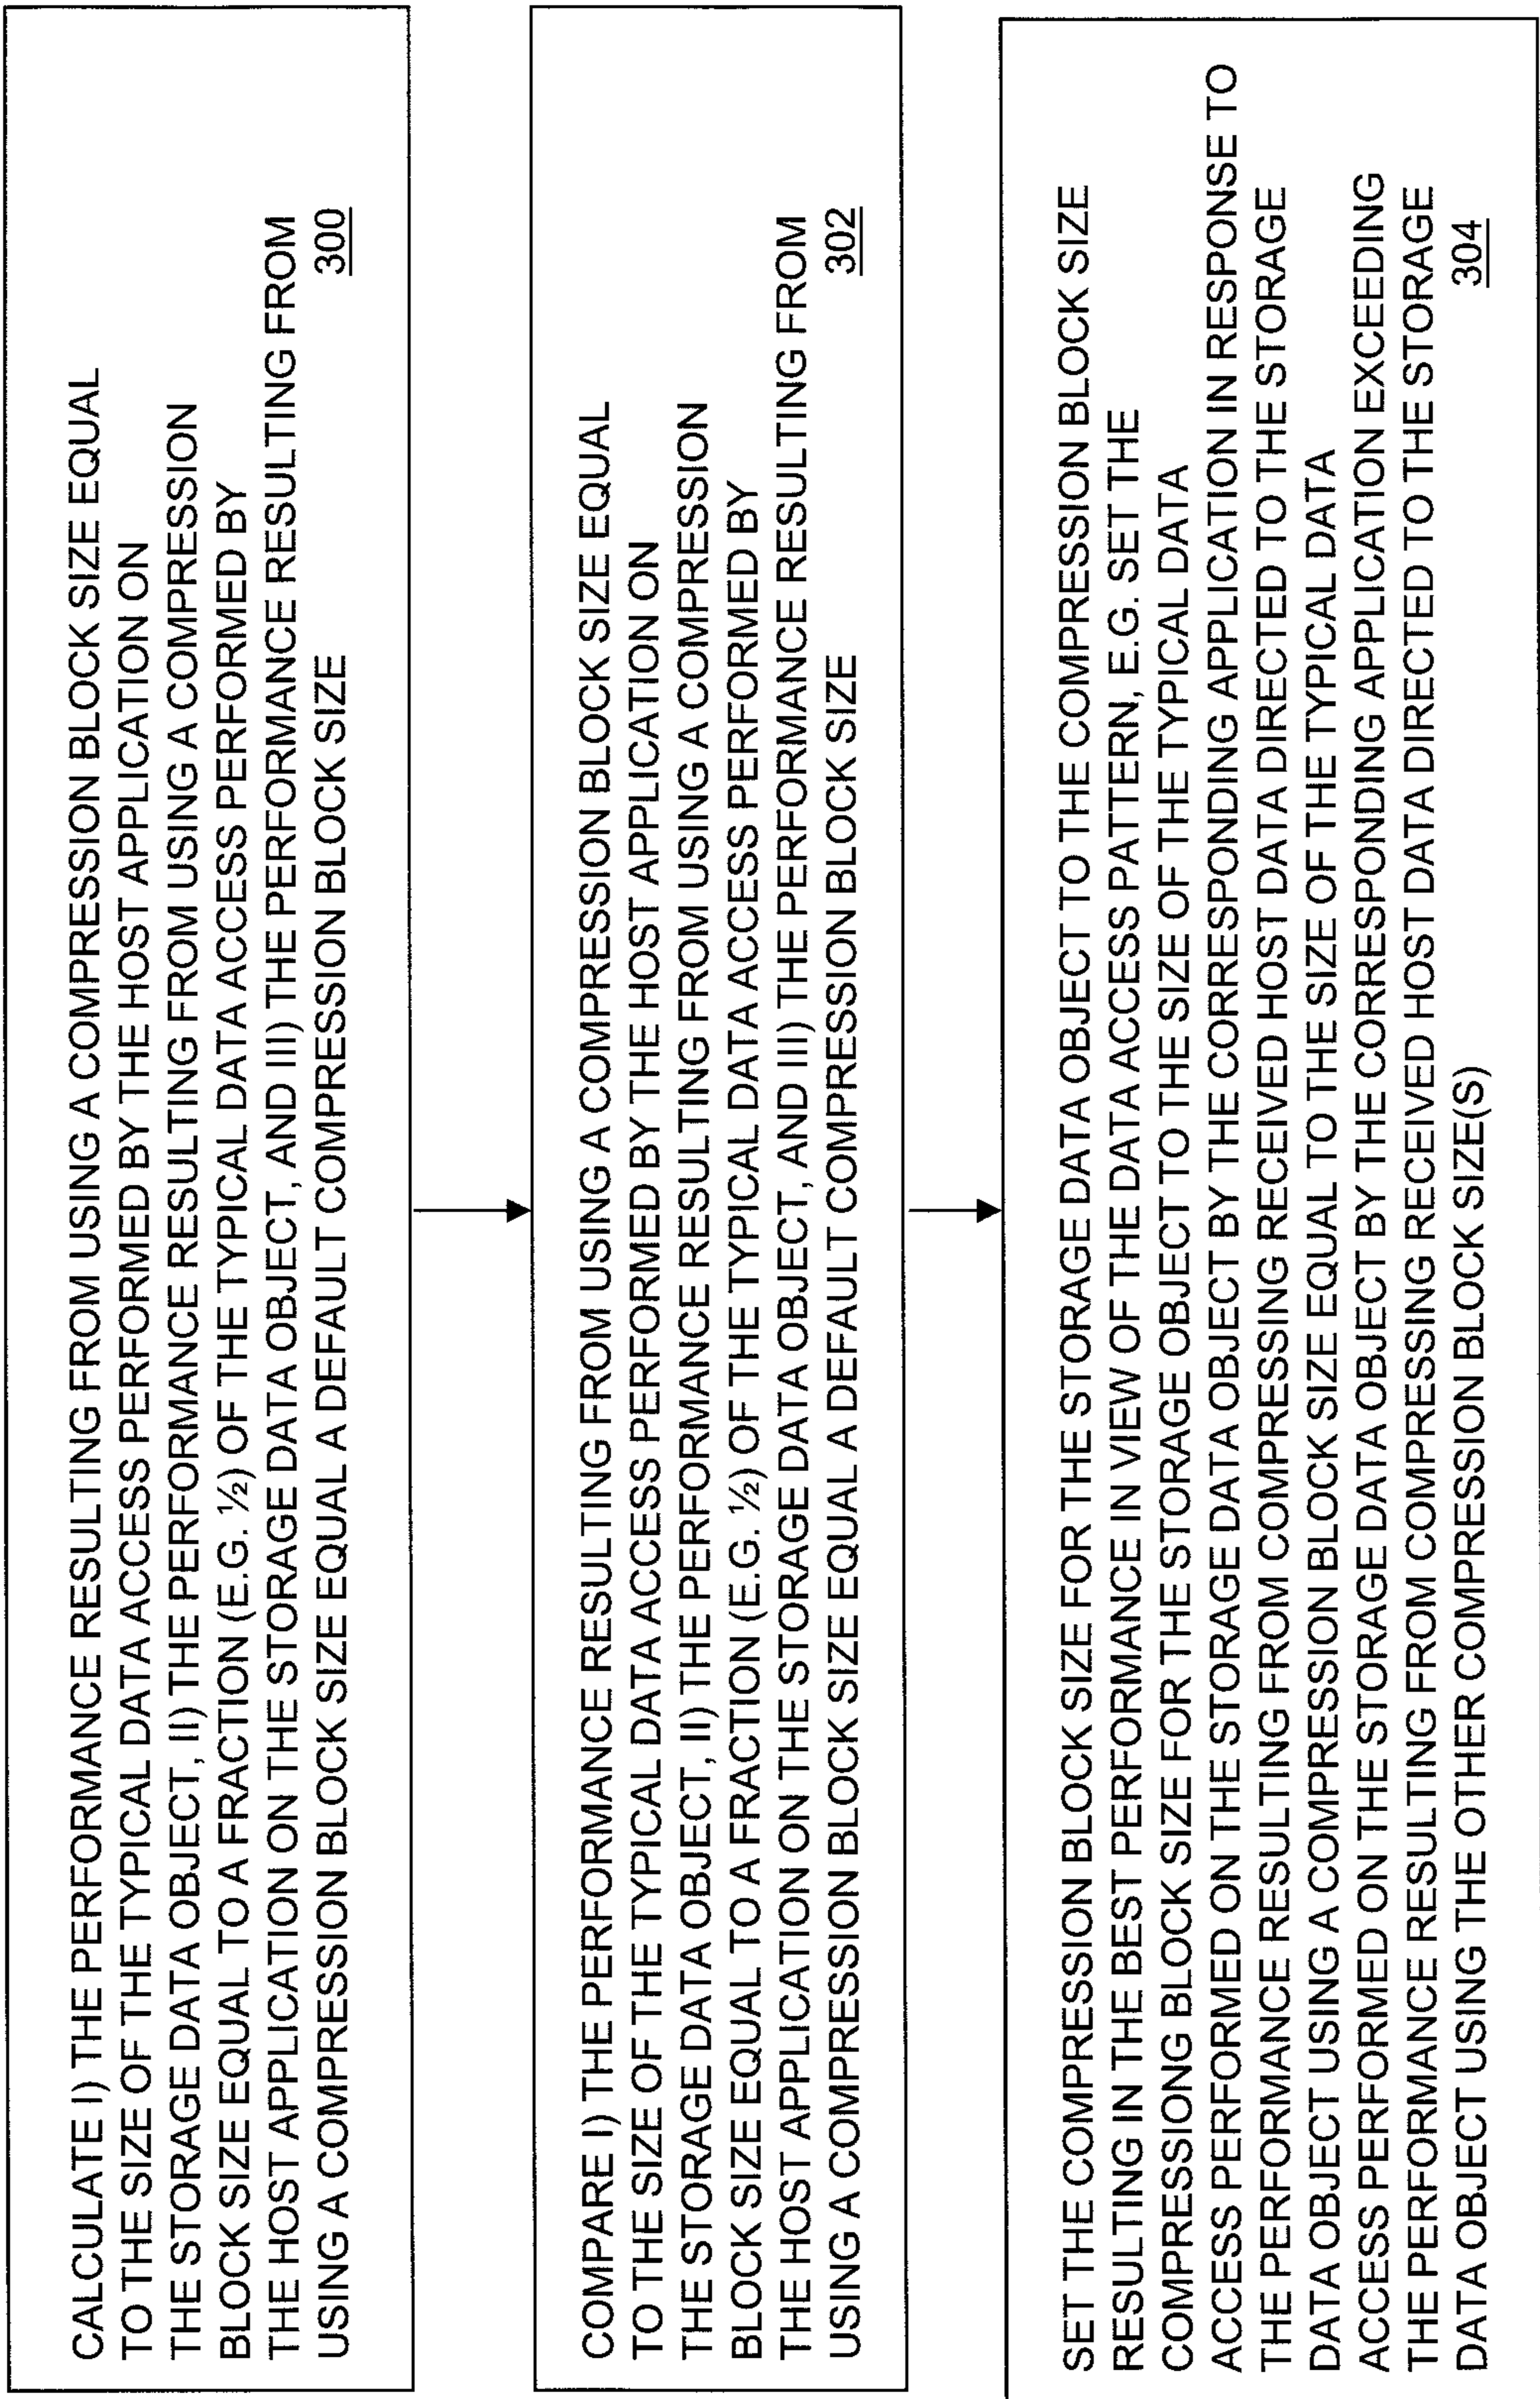 CALCULATE I) THE PERFORMANCE RESULTING FROM USING A COMPRESSION BLOCK SIZE EQUAL
TO THE SIZE OF THE TYPICAL DATA ACCESS PERFORMED BY THE HOST APPLICATION ON
THE STORAGE DATA OBJECT, II) THE PERFORMANCE RESULTING FROM USING A COMPRESSION
BLOCK SIZE EQUAL TO A FRACTION (E.G. ½) OF THE TYPICAL DATA ACCESS PERFORMED BY
THE HOST APPLICATION ON THE STORAGE DATA OBJECT, AND III) THE PERFORMANCE RESULTING FROM
USING A COMPRESSION BLOCK SIZE EQUAL A DEFAULT COMPRESSION BLOCK SIZE
300
COMPARE I) THE PERFORMANCE RESULTING FROM USING A COMPRESSION BLOCK SIZE EQUAL
TO THE SIZE OF THE TYPICAL DATA ACCESS PERFORMED BY THE HOST APPLICATION ON
THE STORAGE DATA OBJECT, II) THE PERFORMANCE RESULTING FROM USING A COMPRESSION
BLOCK SIZE EQUAL TO A FRACTION (E.G. ½) OF THE TYPICAL DATA ACCESS PERFORMED BY
THE HOST APPLICATION ON THE STORAGE DATA OBJECT, AND III) THE PERFORMANCE RESULTING FROM
USING A COMPRESSION BLOCK SIZE EQUAL A DEFAULT COMPRESSION BLOCK SIZE
302
SET THE COMPRESSION BLOCK SIZE FOR THE STORAGE DATA OBJECT TO THE COMPRESSION BLOCK SIZE
RESULTING IN THE BEST PERFORMANCE IN VIEW OF THE DATA ACCESS PATTERN, E.G. SET THE
COMPRESSIONG BLOCK SIZE FOR THE STORAGE OBJECT TO THE SIZE OF THE TYPICAL DATA
ACCESS PERFORMED ON THE STORAGE DATA OBJECT BY THE CORRESPONDING APPLICATION IN RESPONSE TO
THE PERFORMANCE RESULTING FROM COMPRESSING RECEIVED HOST DATA DIRECTED TO THE STORAGE
DATA OBJECT USING A COMPRESSION BLOCK SIZE EQUAL TO THE SIZE OF THE TYPICAL DATA
ACCESS PERFORMED ON THE STORAGE DATA OBJECT BY THE CORRESPONDING APPLICATION EXCEEDING
THE PERFORMANCE RESULTING FROM COMPRESSING RECEIVED HOST DATA DIRECTED TO THE STORAGE
DATA OBJECT USING THE OTHER COMPRESSION BLOCK SIZE(S)
304